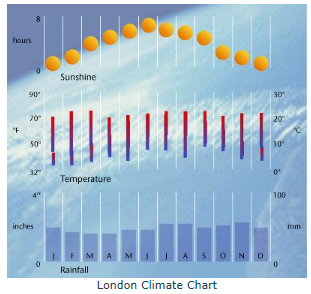 8
hours
0
Sunshine
90° 30°
°F 70° 20° °C
50° 10°
32° 0°
Temperature
4" 100
inches mm
J F M A M J J A S O N D
0 0
Rainfall
London Climate Chart